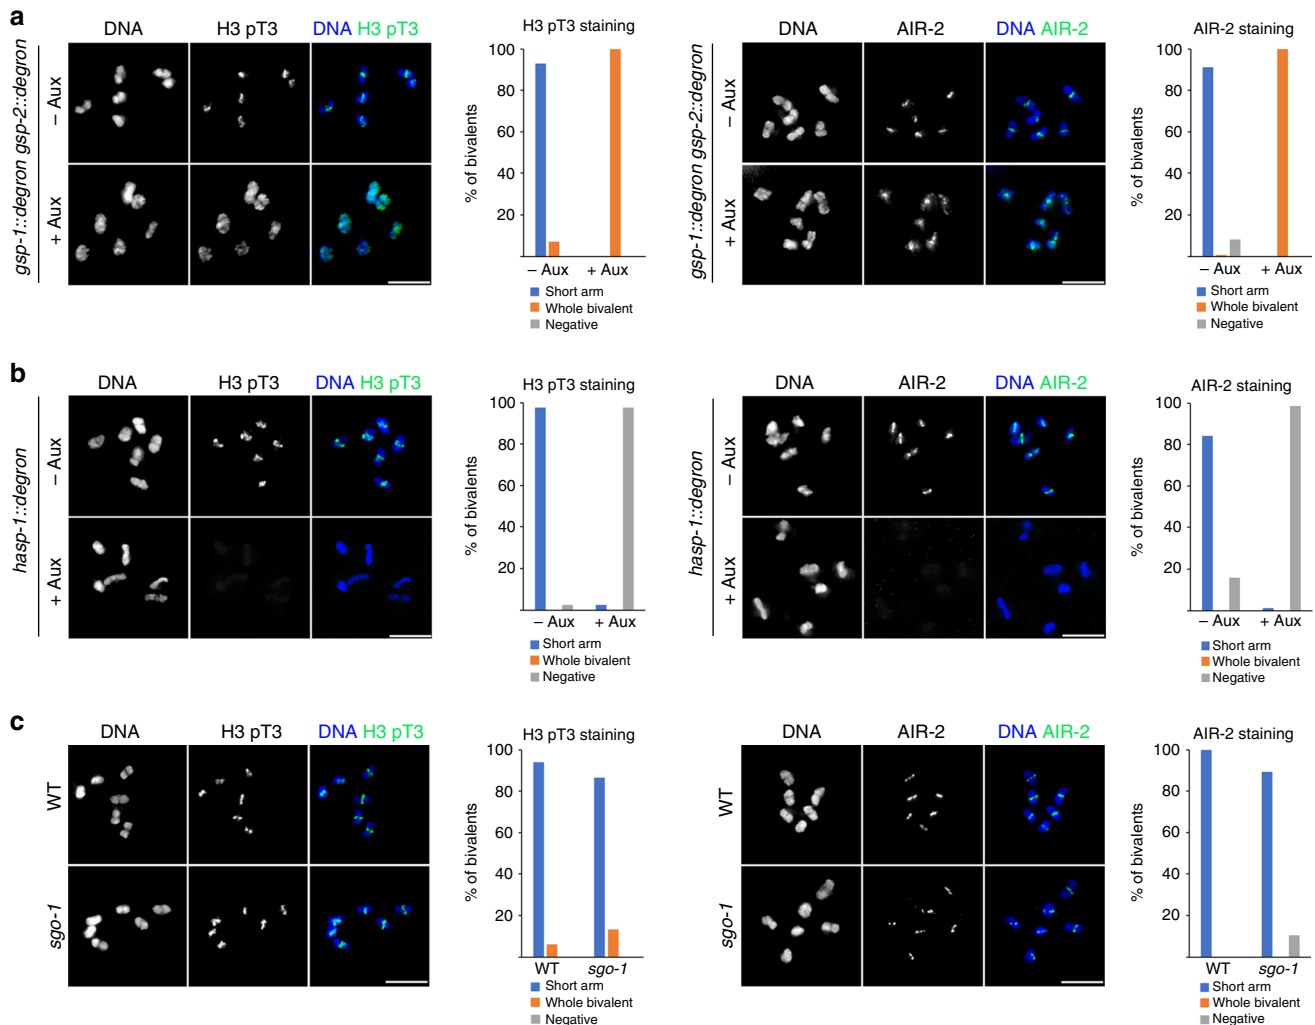 a
DNA H3 pT3 DNA H3 pT3
gsp-1::degron gsp-2::degron
– Aux
+ Aux
H3 pT3 staining
% of bivalents
100
80
60
40
20
– Aux + Aux
Short arm
Whole bivalent
Negative
DNA AIR-2 DNA AIR-2
gsp-1::degron gsp-2::degron
– Aux
+ Aux
AIR-2 staining
% of bivalents
100
80
60
40
20
– Aux + Aux
Short arm
Whole bivalent
Negative
b
DNA H3 pT3 DNA H3 pT3
hasp-1::degron
– Aux
+ Aux
H3 pT3 staining
% of bivalents
100
80
60
40
20
– Aux + Aux
Short arm
Whole bivalent
Negative
DNA AIR-2 DNA AIR-2
hasp-1::degron
– Aux
+ Aux
AIR-2 staining
% of bivalents
100
80
60
40
20
– Aux + Aux
Short arm
Whole bivalent
Negative
c
DNA H3 pT3 DNA H3 pT3
WT
sgo-1
H3 pT3 staining
% of bivalents
100
80
60
40
20
WT sgo-1
Short arm
Whole bivalent
Negative
DNA AIR-2 DNA AIR-2
WT
sgo-1
AIR-2 staining
% of bivalents
100
80
60
40
20
WT sgo-1
Short arm
Whole bivalent
Negative